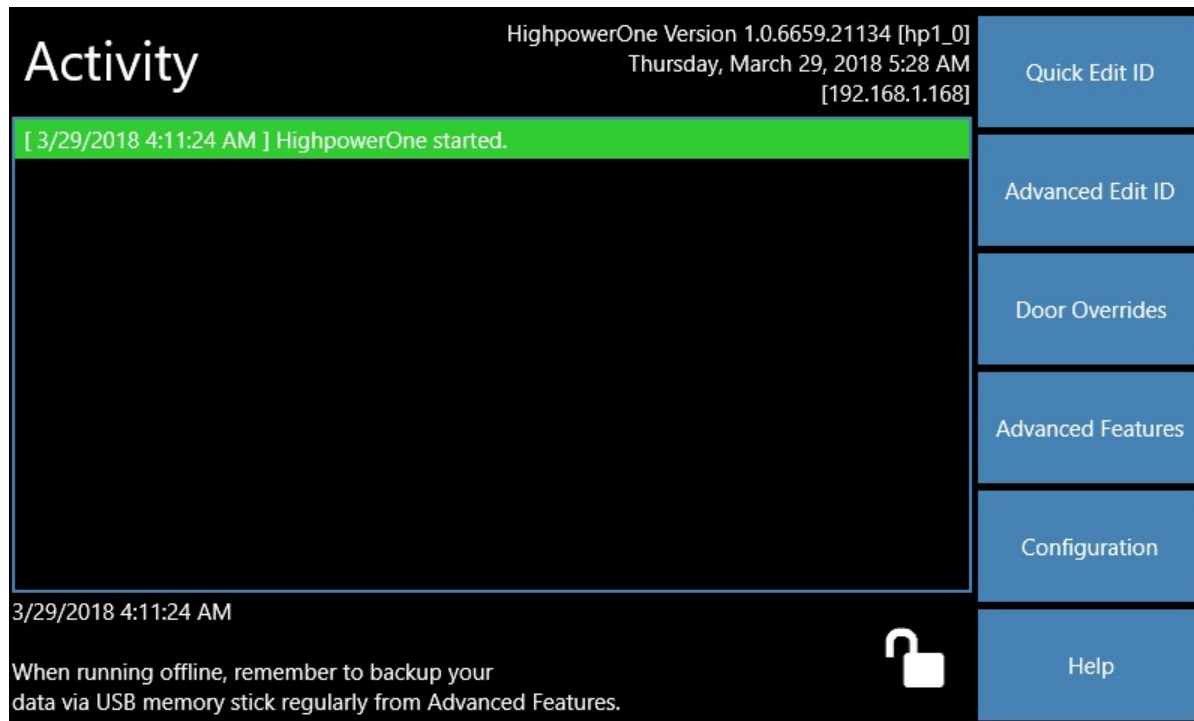 Activity
HighpowerOne Version 1.0.6659.21134 [hp1_0]
Thursday, March 29, 2018 5:28 AM
[192.168.1.168]
[ 3/29/2018 4:11:24 AM ] HighpowerOne started.
3/29/2018 4:11:24 AM
When running offline, remember to backup your
data via USB memory stick regularly from Advanced Features.
Quick Edit ID
Advanced Edit ID
Door Overrides
Advanced Features
Configuration
Help